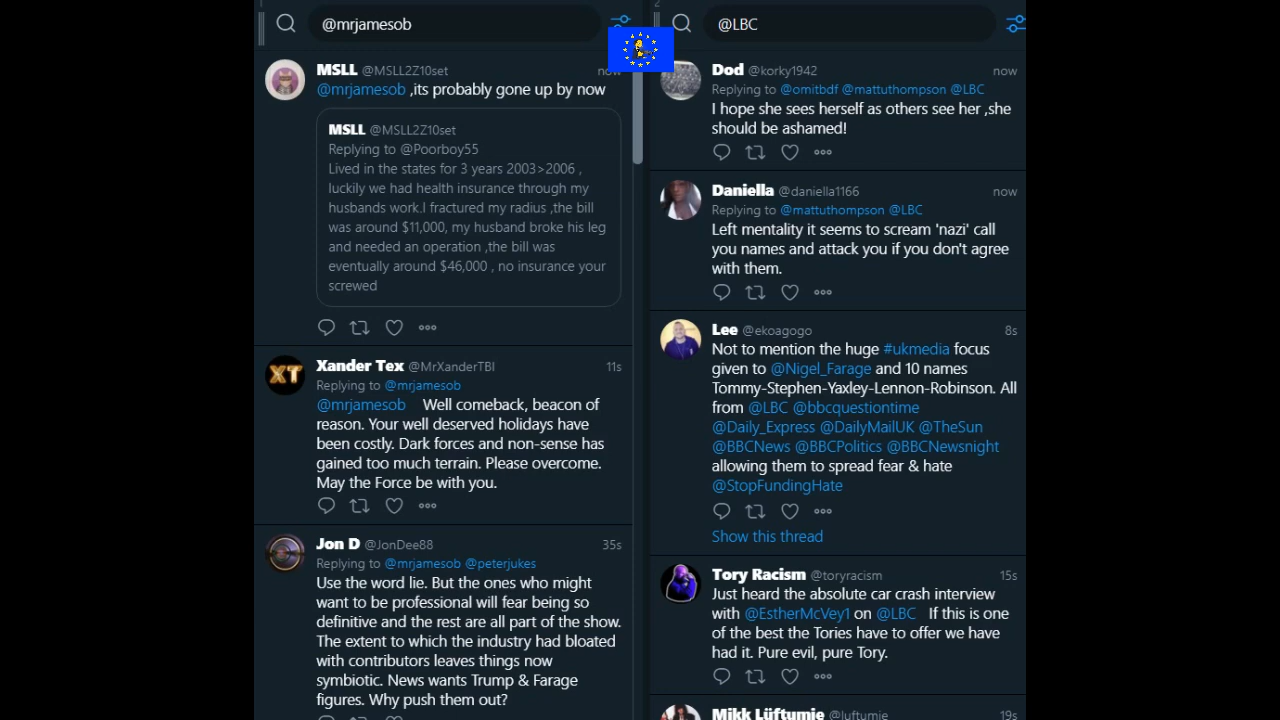 1
@mrjamesob
MSLL @MSLL2Z10set
now
@mrjamesob ,its probably gone up by now
MSLL @MSLL2Z10set
Replying to @Poorboy55
Lived in the states for 3 years 2003>2006 ,
luckily we had health insurance through my
husbands work.I fractured my radius ,the bill
was around $11,000, my husband broke his leg
and needed an operation ,the bill was
eventually around $46,000 , no insurance your
screwed
Xander Tex @MrXanderTBI
11s
Replying to @mrjamesob
@mrjamesob Well comeback, beacon of
reason. Your well deserved holidays have
been costly. Dark forces and non-sense has
gained too much terrain. Please overcome.
May the Force be with you.
Jon D @JonDee88
35s
Replying to @mrjamesob @peterjukes
Use the word lie. But the ones who might
want to be professional will fear being so
definitive and the rest are all part of the show.
The extent to which the industry had bloated
with contributors leaves things now
symbiotic. News wants Trump & Farage
figures. Why push them out?
2
@LBC
Dod @korky1942
now
Replying to @omitbdf @mattuthompson @LBC
I hope she sees herself as others see her ,she
should be ashamed!
Daniella @daniella1166
now
Replying to @mattuthompson @LBC
Left mentality it seems to scream 'nazi' call
you names and attack you if you don't agree
with them.
Lee @ekoagogo
8s
Not to mention the huge #ukmedia focus
given to @Nigel_Farage and 10 names
Tommy-Stephen-Yaxley-Lennon-Robinson. All
from @LBC @bbcquestiontime
@Daily_Express @DailyMailUK @TheSun
@BBCNews @BBCPolitics @BBCNewsnight
allowing them to spread fear & hate
@StopFundingHate
Show this thread
Tory Racism @toryracism
15s
Just heard the absolute car crash interview
with @EstherMcVey1 on @LBC If this is one
of the best the Tories have to offer we have
had it. Pure evil, pure Tory.
Mikk Lüftumie @luftumie
19s